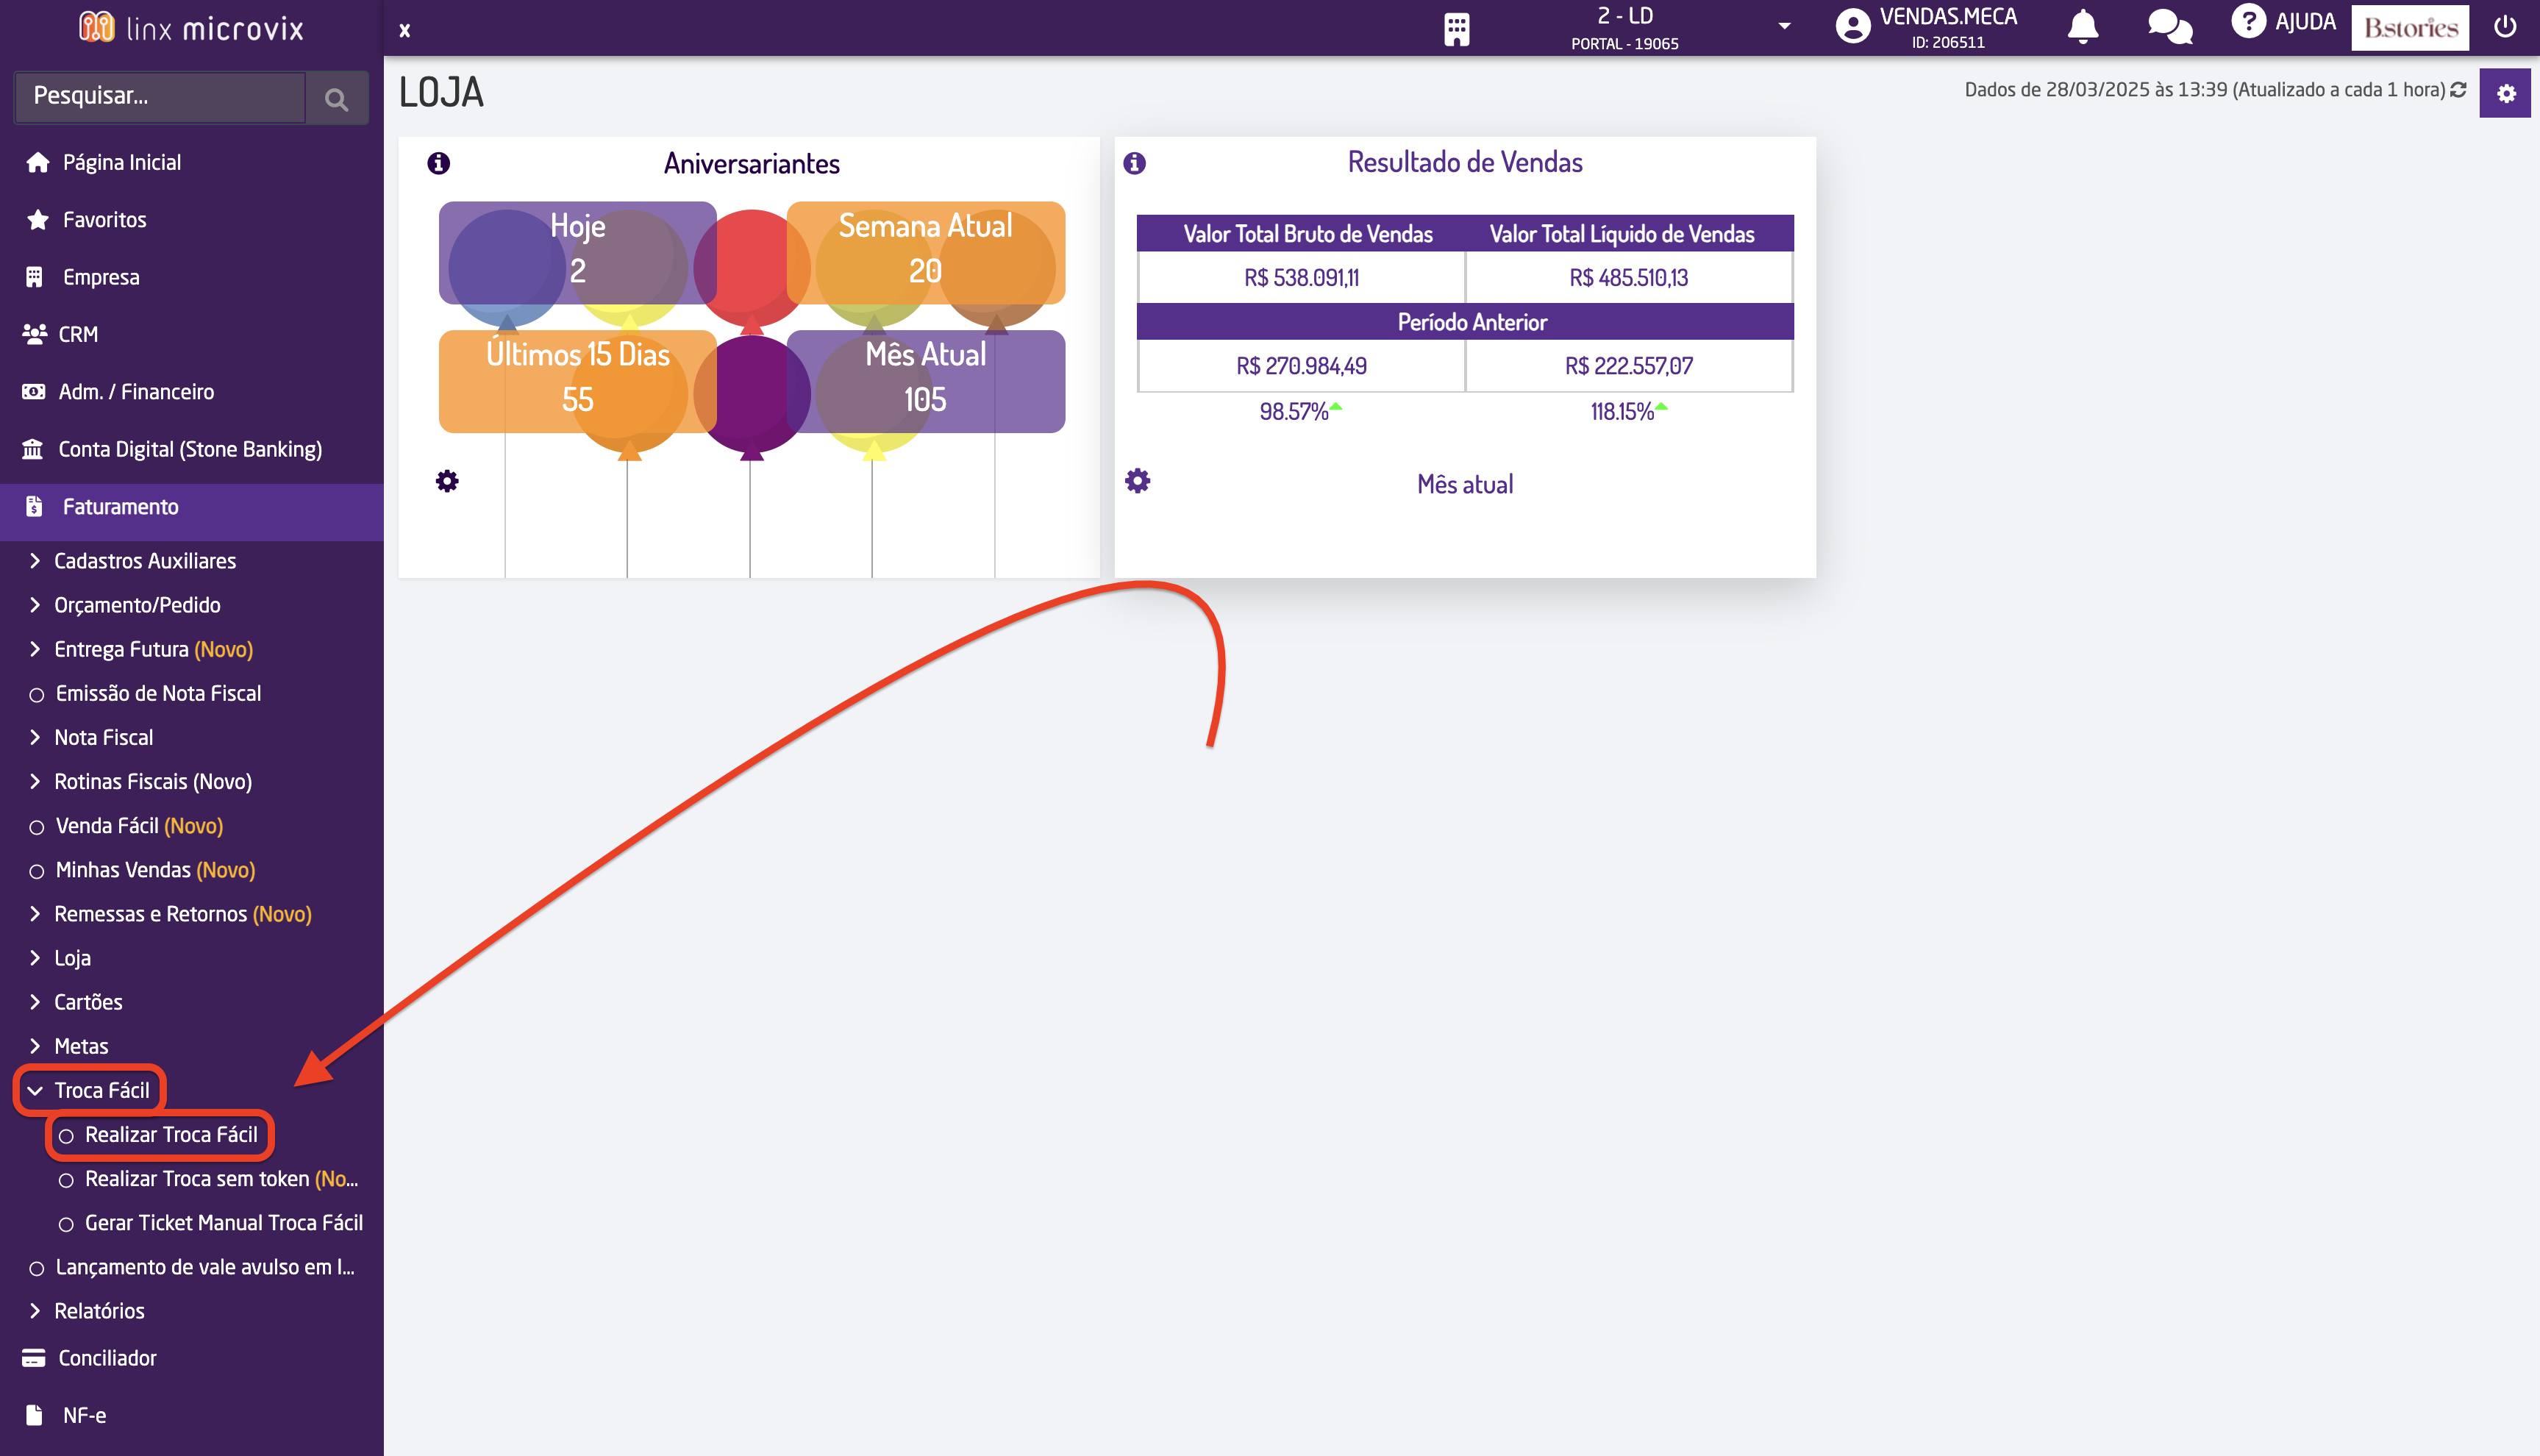 linx microvix
x
2 - LD
PORTAL - 19065
VENDAS.MECA
ID: 206511
AJUDA
B.stories
Pesquisar...
LOJA
Dados de 28/03/2025 às 13:39 (Atualizado a cada 1 hora)
Página Inicial
Favoritos
Empresa
CRM
Adm. / Financeiro
Conta Digital (Stone Banking)
Faturamento
Cadastros Auxiliares
Orçamento/Pedido
Entrega Futura (Novo)
Emissão de Nota Fiscal
Nota Fiscal
Rotinas Fiscais (Novo)
Venda Fácil (Novo)
Minhas Vendas (Novo)
Remessas e Retornos (Novo)
Loja
Cartões
Metas
Troca Fácil
Realizar Troca Fácil
Realizar Troca sem token (No...
Gerar Ticket Manual Troca Fácil
Lançamento de vale avulso em l...
Relatórios
Conciliador
NF-e
Aniversariantes
Hoje
2
Semana Atual
20
Últimos 15 Dias
55
Mês Atual
105
Resultado de Vendas
Valor Total Bruto de Vendas
Valor Total Líquido de Vendas
R$ 538.091,11
R$ 485.510,13
Período Anterior
R$ 270.984,49
R$ 222.557,07
98.57%
118.15%
Mês atual